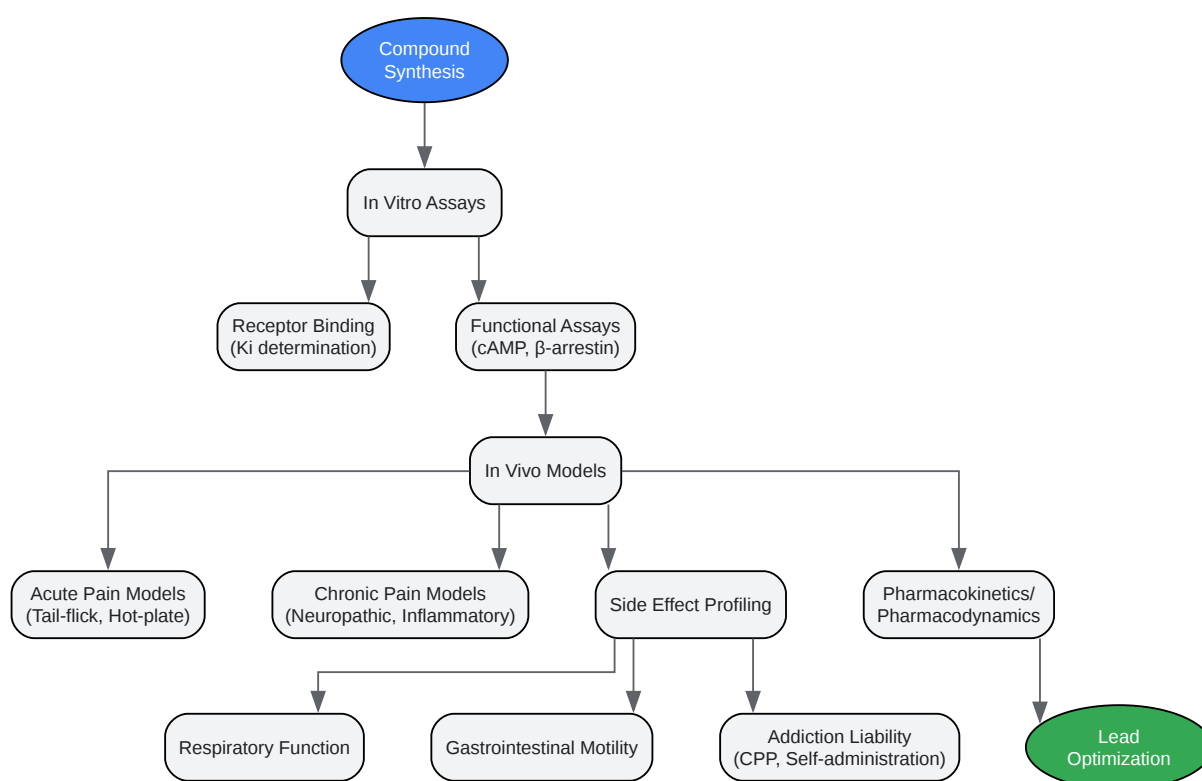 Compound
Synthesis
In Vitro Assays
Receptor Binding
(Ki determination)
Functional Assays
(cAMP, β-arrestin)
In Vivo Models
Acute Pain Models
(Tail-flick, Hot-plate)
Chronic Pain Models
(Neuropathic, Inflammatory)
Side Effect Profiling
Pharmacokinetics/
Pharmacodynamics
Respiratory Function
Gastrointestinal Motility
Addiction Liability
(CPP, Self-administration)
Lead
Optimization